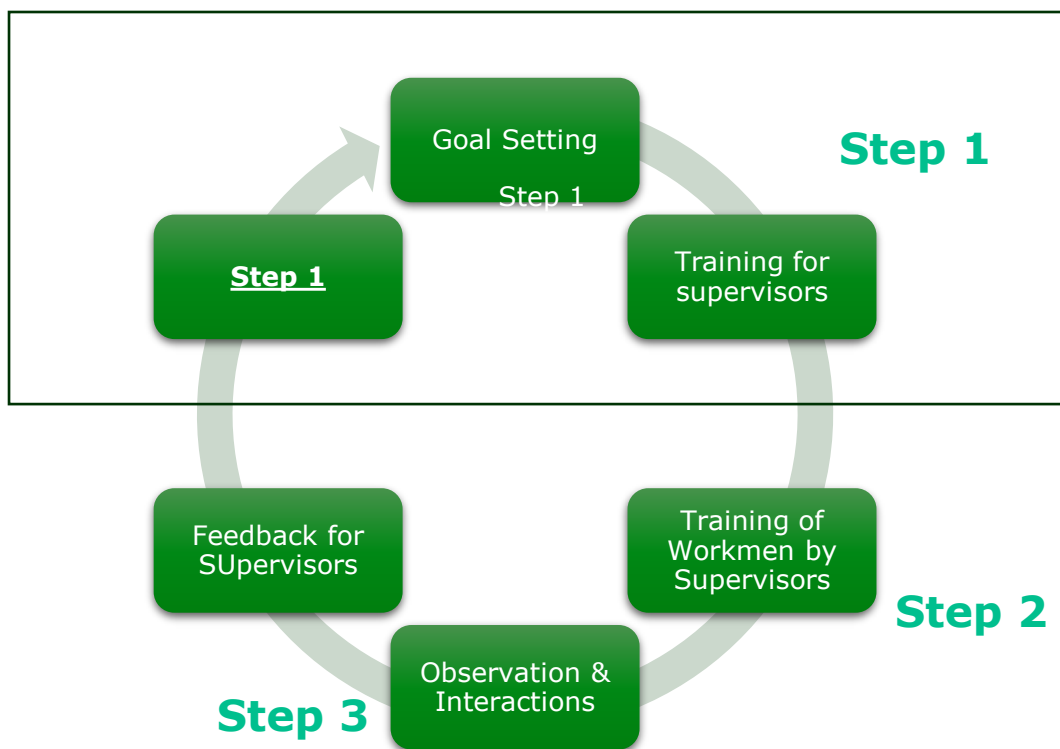 Goal Setting
Step 1
Step 1
Training for
supervisors
Step 1
Training of
Workmen by
Supervisors
Step 2
Observation &
Interactions
Step 3
Feedback for
SUpervisors